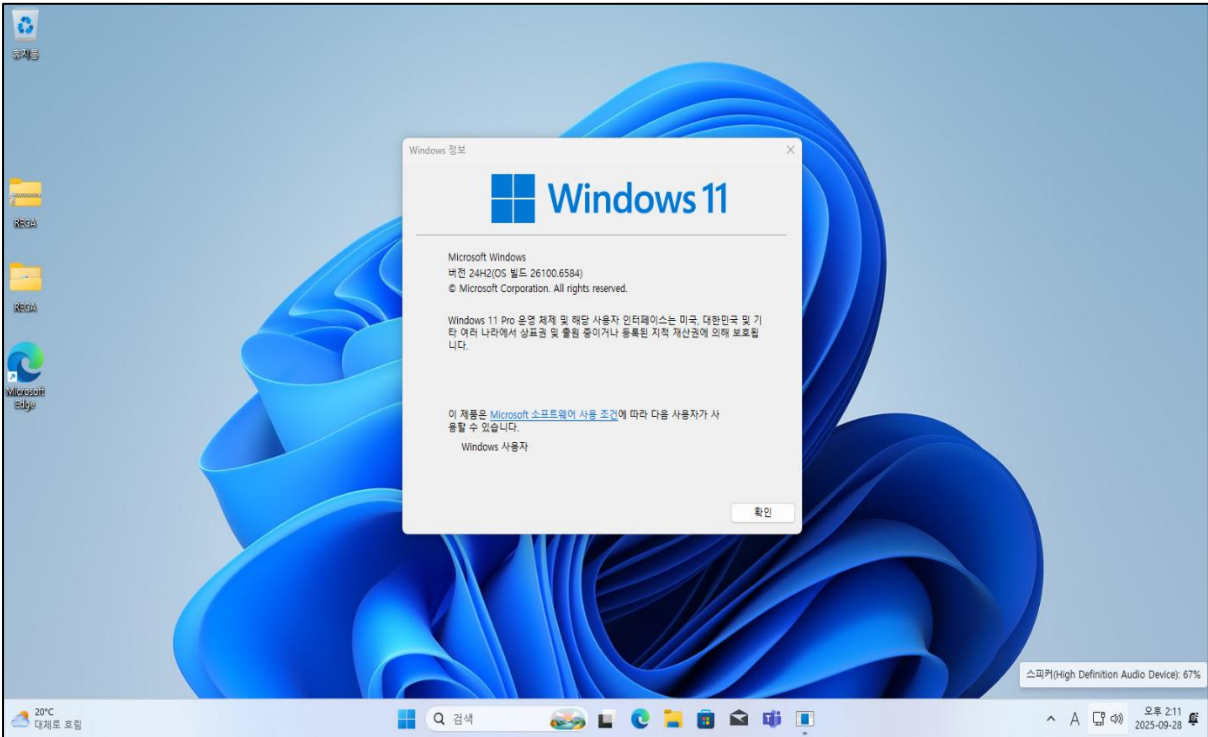 휴지통
REGA
REGA
Microsoft
Edge
Windows 정보
Windows 11
Microsoft Windows
버전 24H2(OS 빌드 26100.6584)
© Microsoft Corporation. All rights reserved.
Windows 11 Pro 운영 체제 및 해당 사용자 인터페이스는 미국, 대한민국 및 기
타 여러 나라에서 상표권 및 출원 중이거나 등록된 지적 재산권에 의해 보호됩
니다.
이 제품은 Microsoft 소프트웨어 사용 조건에 따라 다음 사용자가 사
용할 수 있습니다.
Windows 사용자
확인
스피커(High Definition Audio Device): 67%
20°C
대체로 흐림
검색
A
오후 2:11
2025-09-28